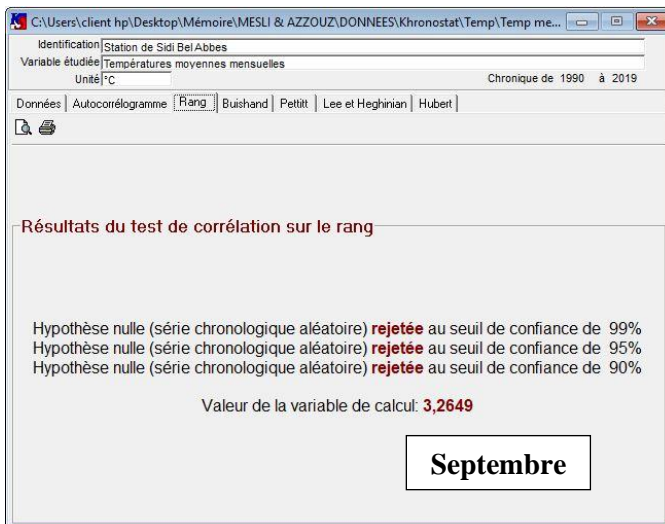 C:\Users\client hp\Desktop\Mémoire\MESLI & AZZOUZ\DONNEES\Khronostat\Temp\Temp me...
Identification Station de Sidi Bel Abbes
Variable étudiée Températures moyennes mensuelles
Unité °C Chronique de 1990 à 2019
Données Autocorrélogramme Rang Buishand Pettitt Lee et Heghinian Hubert
Résultats du test de corrélation sur le rang
Hypothèse nulle (série chronologique aléatoire) rejetée au seuil de confiance de 99%
Hypothèse nulle (série chronologique aléatoire) rejetée au seuil de confiance de 95%
Hypothèse nulle (série chronologique aléatoire) rejetée au seuil de confiance de 90%
Valeur de la variable de calcul: 3,2649
Septembre